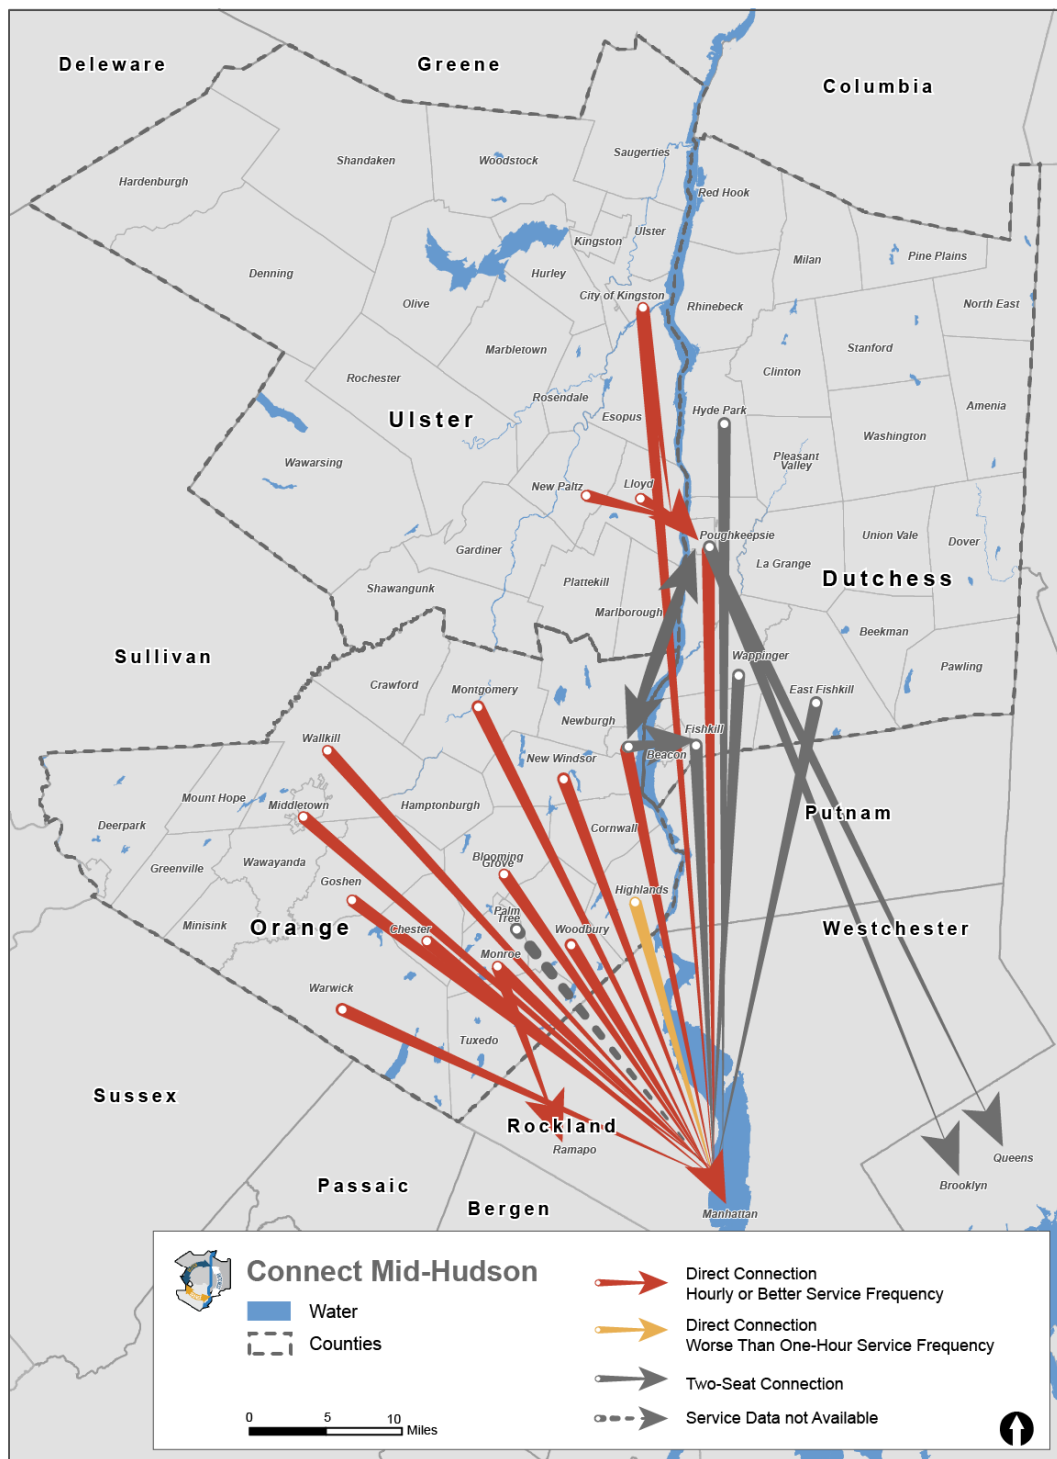 Deleware
Greene
Columbia
Saugerties
Shandaken
Woodstock
Hardenburgh
Red Hook
Ulster
Kingston
Pine Plains
Milan
Denning
Hurley
City of Kingston
Olive
Rhinebeck
North East
Marbletown
Stanford
Clinton
Rochester
Rosendale
Esopus
Hyde Park
Amenia
Ulster
Washington
Pleasant
Valley
Wawarsing
New Paltz
Lloyd
Poughkeepsie
Union Vale
Dover
Gardiner
La Grange
Dutchess
Plattekill
Shawangunk
Marlborough
Beekman
Sullivan
Wappinger
Pawling
Crawford
Montgomery
East Fishkill
Newburgh
Fishkill
Wallkill
New Windsor
Beacon
Mount Hope
Middletown
Hamptonburgh
Putnam
Deerpark
Cornwall
Greenville
Wawayanda
Blooming
Grove
Goshen
Highlands
Palm
Tree
Minisink
Orange
Chester
Woodbury
Westchester
Monroe
Warwick
Tuxedo
Sussex
Rockland
Ramapo
Queens
Passaic
Brooklyn
Bergen
Manhattan
Connect Mid-Hudson
Water
Counties
0 5 10
Miles
Direct Connection
Hourly or Better Service Frequency
Direct Connection
Worse Than One-Hour Service Frequency
Two-Seat Connection
Service Data not Available